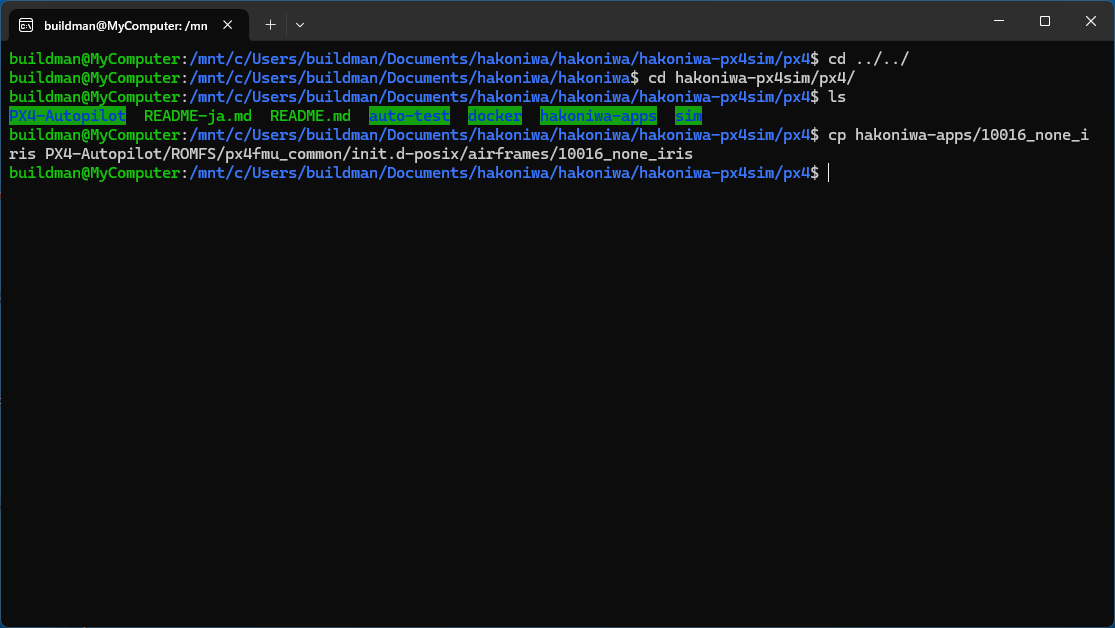 buildman@MyComputer: /mn
buildman@MyComputer:/mnt/c/Users/buildman/Documents/hakoniwa/hakoniwa/hakoniwa-px4sim/px4$ cd ../../
buildman@MyComputer:/mnt/c/Users/buildman/Documents/hakoniwa/hakoniwa$ cd hakoniwa-px4sim/px4/
buildman@MyComputer:/mnt/c/Users/buildman/Documents/hakoniwa/hakoniwa/hakoniwa-px4sim/px4$ ls
PX4-Autopilot README-ja.md README.md auto-test docker hakoniwa-apps sim
buildman@MyComputer:/mnt/c/Users/buildman/Documents/hakoniwa/hakoniwa/hakoniwa-px4sim/px4$ cp hakoniwa-apps/10016_none_i
ris PX4-Autopilot/ROMFS/px4fmu_common/init.d-posix/airframes/10016_none_iris
buildman@MyComputer:/mnt/c/Users/buildman/Documents/hakoniwa/hakoniwa/hakoniwa-px4sim/px4$